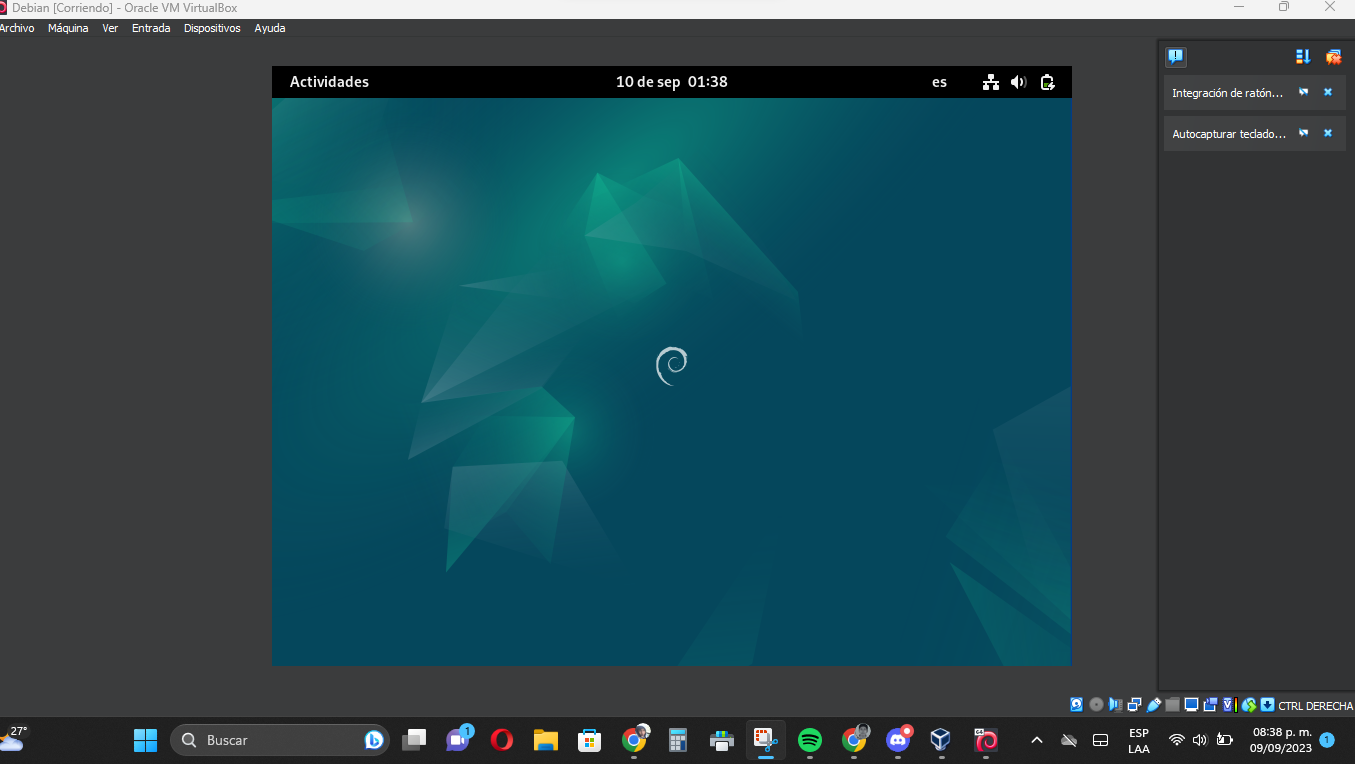 Debian [Corriendo] - Oracle VM VirtualBox
Archivo Máquina Ver Entrada Dispositivos Ayuda
Actividades 10 de sep 01:38 es
Integración de ratón...
Autocapturar teclado...
CTRL DERECHA
27°
Buscar
1
64
ESP
LAA
08:38 p. m.
09/09/2023
1